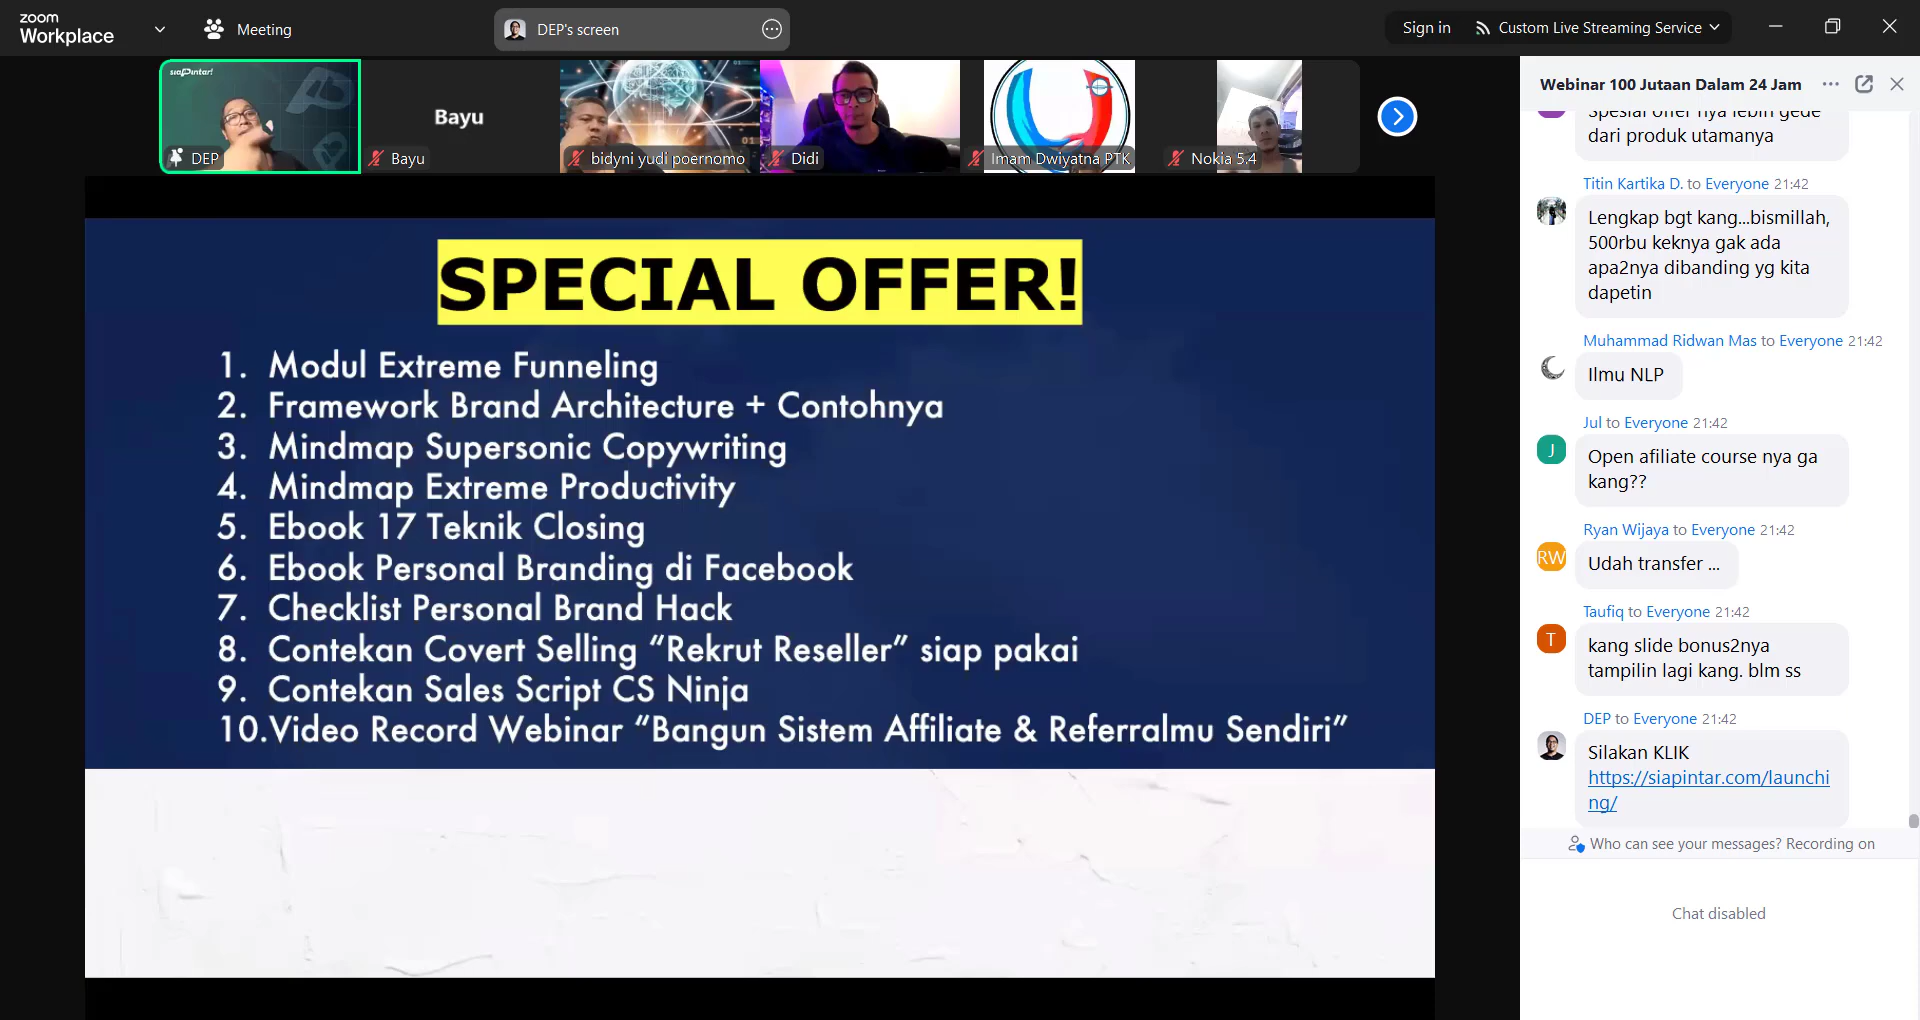 zoom
Workplace
Meeting
DEP's screen
Sign in
Custom Live Streaming Service
siapintar!
DEP
Bayu
Bayu
bidyni yudi poernomo
Didi
Imam Dwiyatna PTK
Nokia 5.4
SPECIAL OFFER!
1. Modul Extreme Funneling
2. Framework Brand Architecture + Contohnya
3. Mindmap Supersonic Copywriting
4. Mindmap Extreme Productivity
5. Ebook 17 Teknik Closing
6. Ebook Personal Branding di Facebook
7. Checklist Personal Brand Hack
8. Contekan Covert Selling “Rekrut Reseller” siap pakai
9. Contekan Sales Script CS Ninja
10.Video Record Webinar “Bangun Sistem Affiliate & Referralmu Sendiri”
Webinar 100 Jutaan Dalam 24 Jam
Spesial offer nya lebih gede
dari produk utamanya
Titin Kartika D. to Everyone 21:42
Lengkap bgt kang...bismillah,
500rbu keknya gak ada
apa2nya dibanding yg kita
dapetin
Muhammad Ridwan Mas to Everyone 21:42
Ilmu NLP
Jul to Everyone 21:42
J
Open afiliate course nya ga
kang??
Ryan Wijaya to Everyone 21:42
RW
Udah transfer ...
Taufiq to Everyone 21:42
T
kang slide bonus2nya
tampilin lagi kang. blm ss
DEP to Everyone 21:42
Silakan KLIK
https://siapintar.com/launchi
ng/
Who can see your messages? Recording on
Chat disabled